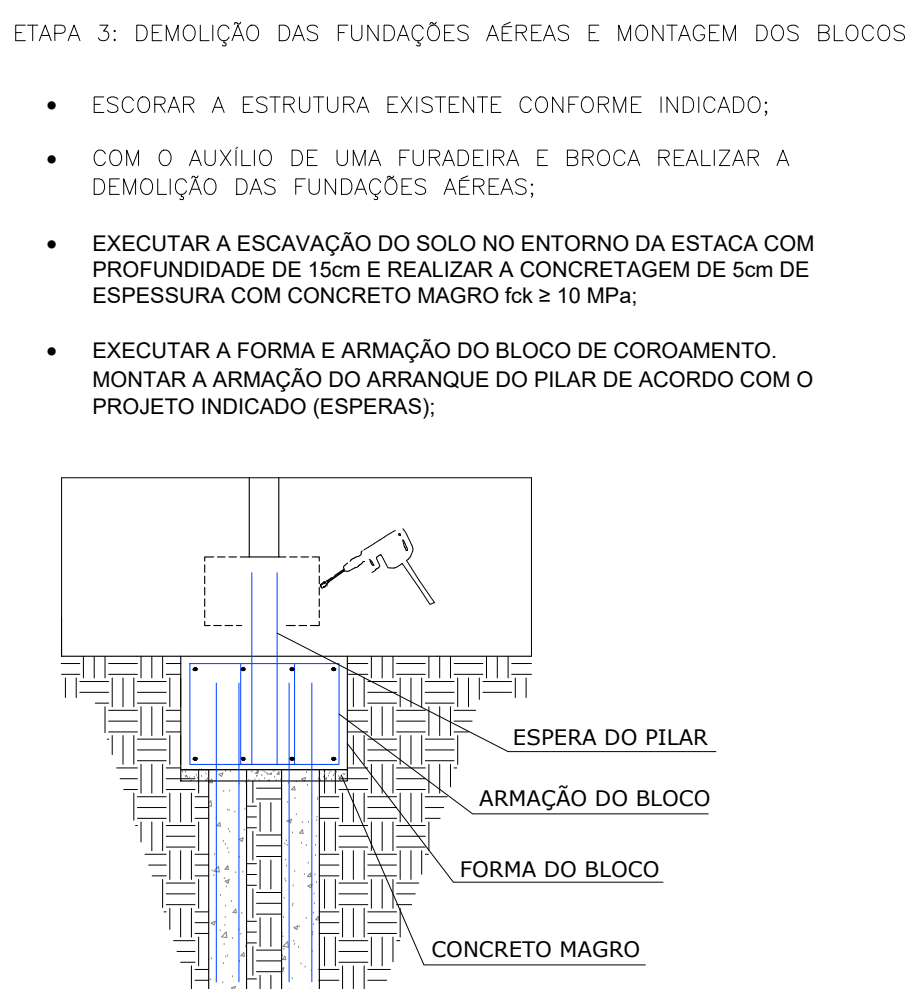 ETAPA 3: DEMOLIÇÃO DAS FUNDAÇÕES AÉREAS E MONTAGEM DOS BLOCOS
• ESCORAR A ESTRUTURA EXISTENTE CONFORME INDICADO;
• COM O AUXÍLIO DE UMA FURADEIRA E BROCA REALIZAR A
DEMOLIÇÃO DAS FUNDAÇÕES AÉREAS;
• EXECUTAR A ESCAVAÇÃO DO SOLO NO ENTORNO DA ESTACA COM
PROFUNDIDADE DE 15cm E REALIZAR A CONCRETAGEM DE 5cm DE
ESPESSURA COM CONCRETO MAGRO fck ≥ 10 MPa;
• EXECUTAR A FORMA E ARMAÇÃO DO BLOCO DE COROAMENTO.
MONTAR A ARMAÇÃO DO ARRANQUE DO PILAR DE ACORDO COM O
PROJETO INDICADO (ESPERAS);
ESPERA DO PILAR
ARMAÇÃO DO BLOCO
FORMA DO BLOCO
CONCRETO MAGRO